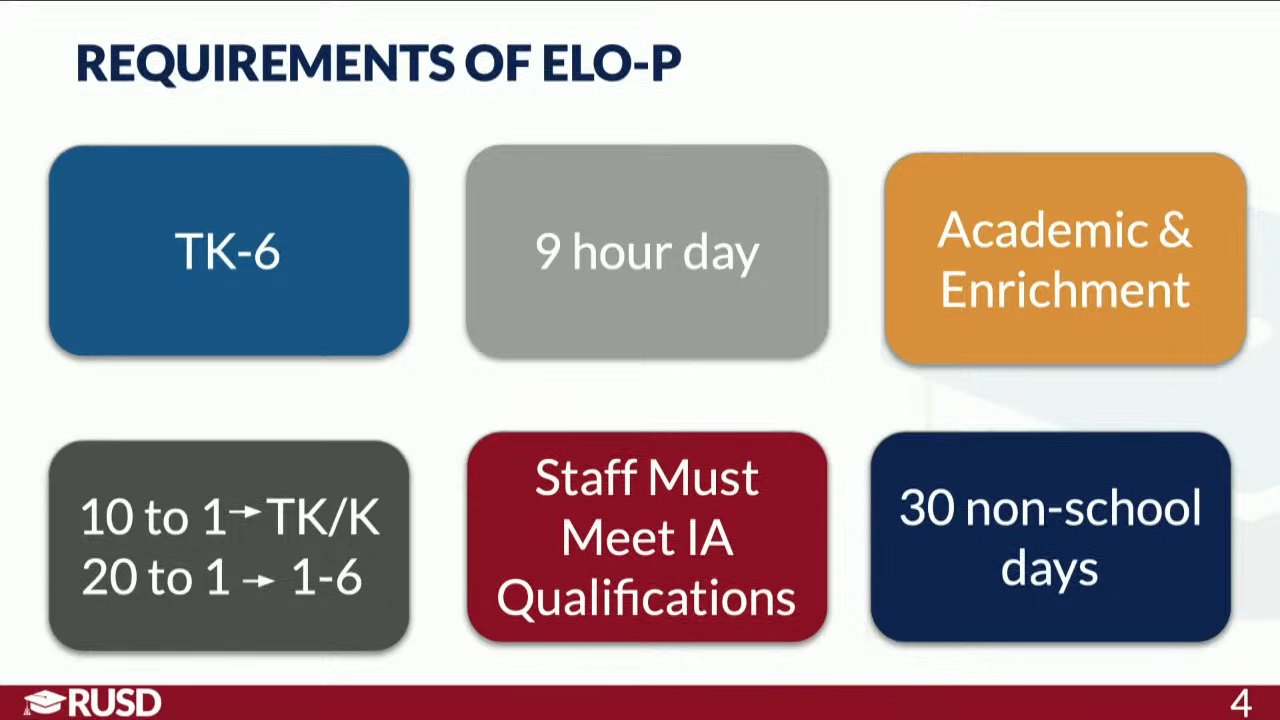 REQUIREMENTS OF ELO-P
TK-6
9 hour day
Academic &
Enrichment
10 to 1→TK/K
20 to 1 → 1-6
Staff Must
Meet IA
Qualifications
30 non-school
days
RUSD
4